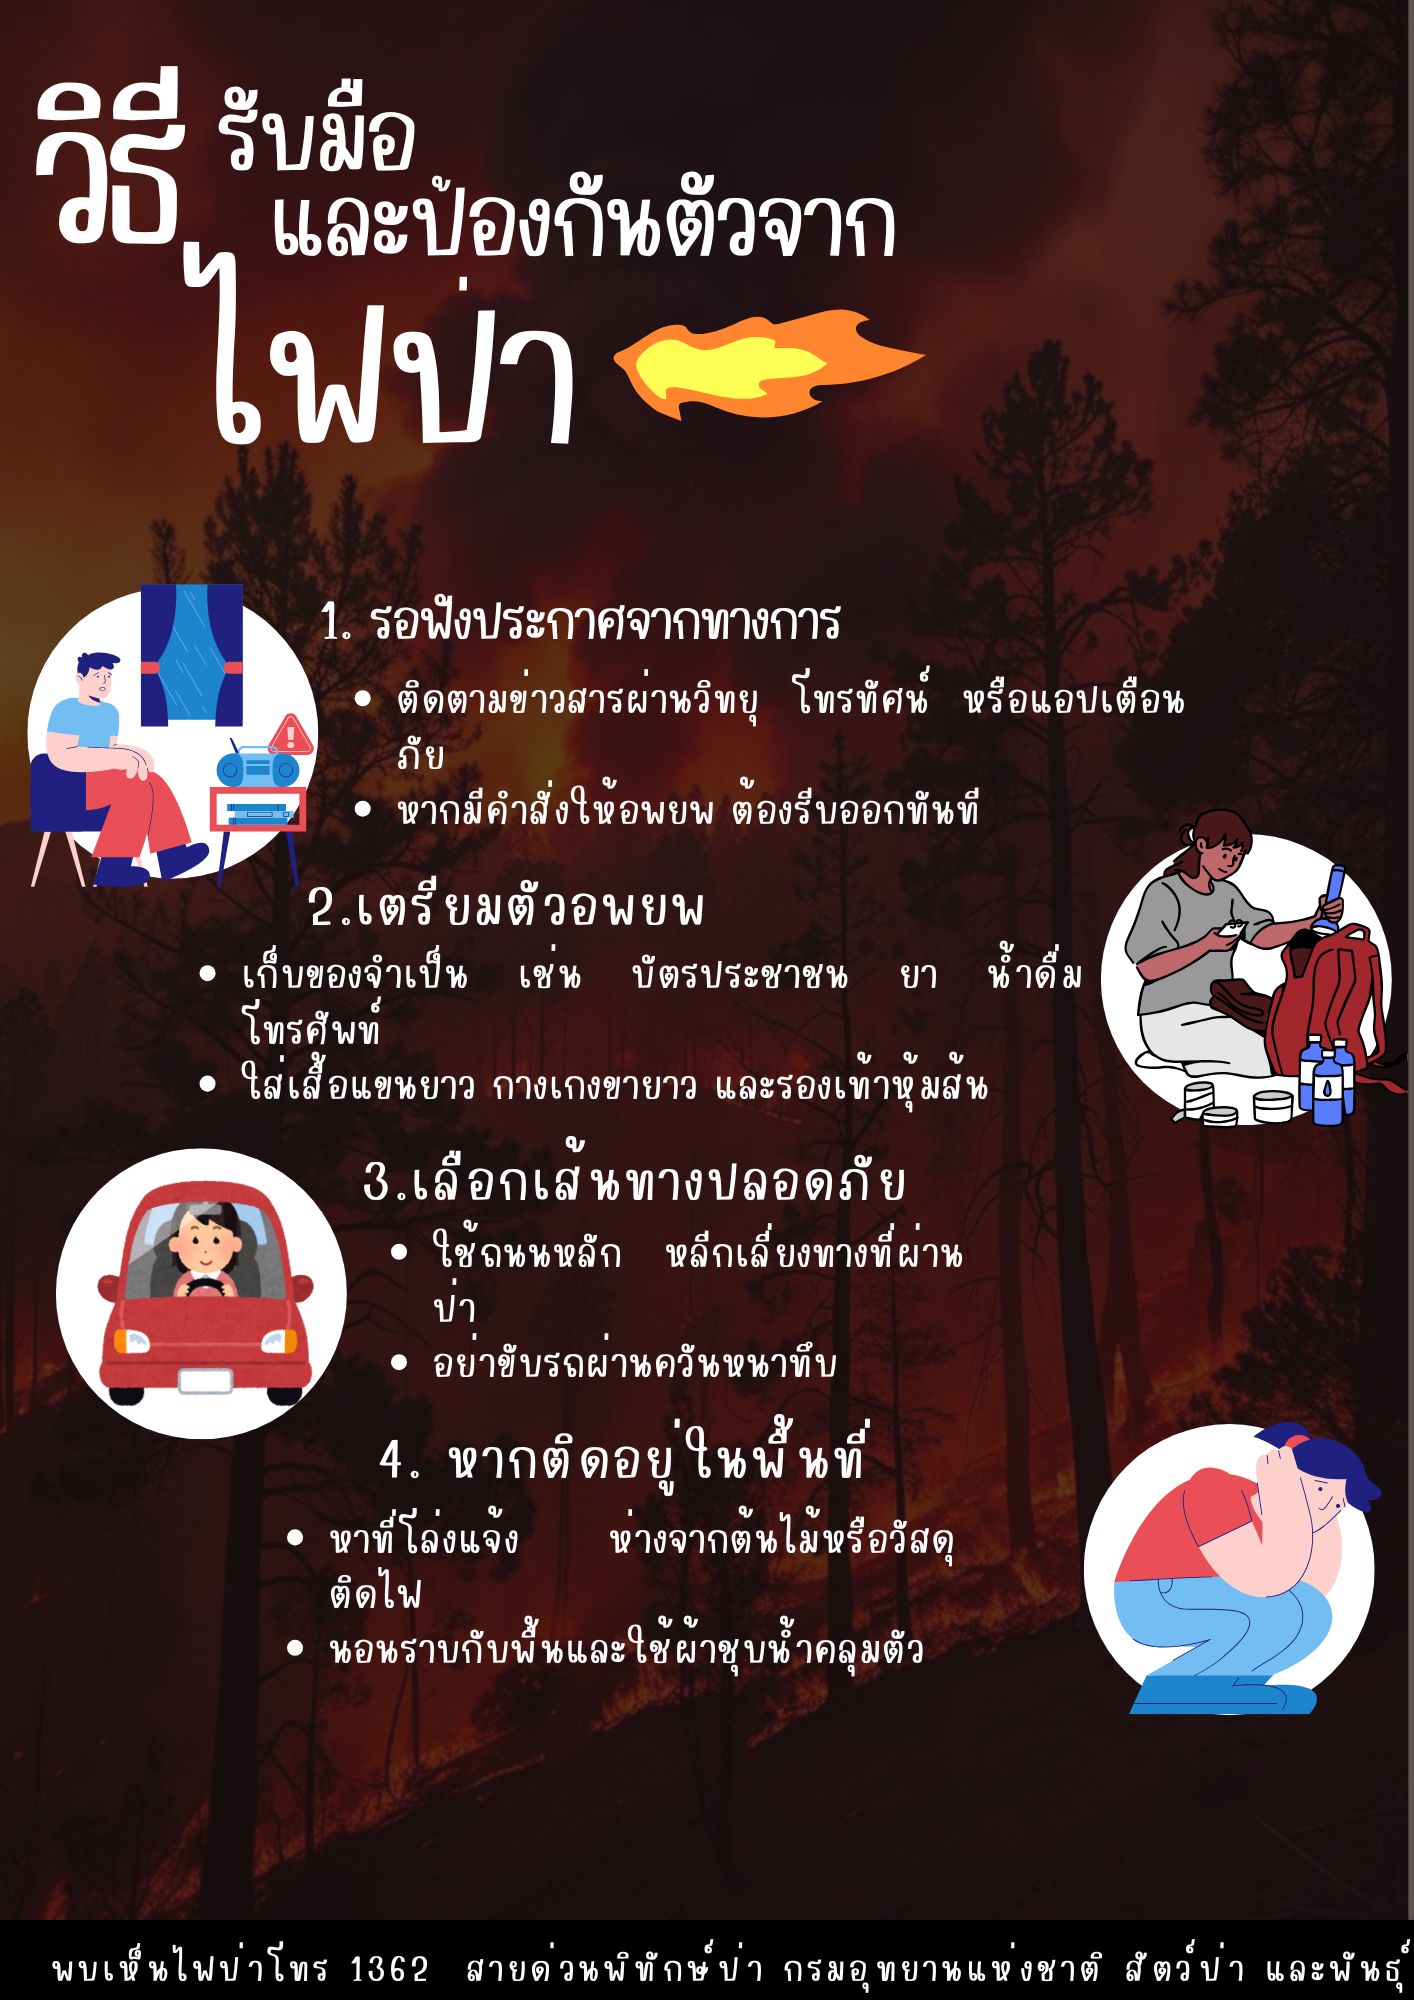 วิธี รับมือ
และป้องกันตัวจาก
ไฟป่า
1. รอฟังประกาศจากทางการ
• ติดตามข่าวสารผ่านวิทยุ โทรทัศน์ หรือแอปเตือน
ภัย
• หากมีคำสั่งให้อพยพ ต้องรีบออกทันที
2.เตรียมตัวอพยพ
• เก็บของจำเป็น เช่น บัตรประชาชน ยา น้ำดื่ม
โทรศัพท์
• ใส่เสื้อแขนยาว กางเกงขายาว และรองเท้าหุ้มส้น
3.เลือกเส้นทางปลอดภัย
• ใช้ถนนหลัก หลีกเลี่ยงทางที่ผ่าน
ป่า
• อย่าขับรถผ่านควันหนาทึบ
4. หากติดอยู่ในพื้นที่
• หาที่โล่งแจ้ง ห่างจากต้นไม้หรือวัสดุ
ติดไฟ
• นอนราบกับพื้นและใช้ผ้าชุบน้ำคลุมตัว
พบเห็นไฟป่าโทร 1362 สายด่วนพิทักษ์ป่า กรมอุทยานแห่งชาติ สัตว์ป่า และพันธุ์